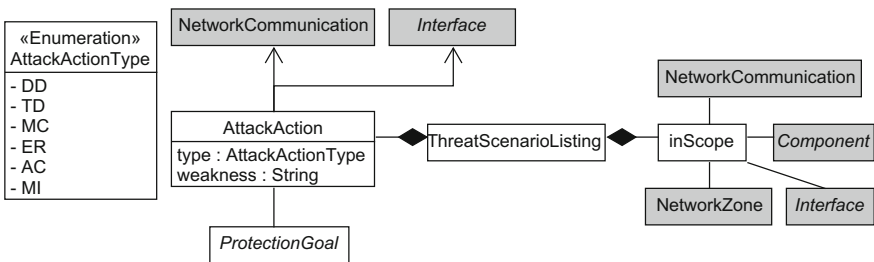 «Enumeration»
AttackActionType
- DD
- TD
- MC
- ER
- AC
- MI
NetworkCommunication
Interface
AttackAction
type : AttackActionType
weakness : String
ProtectionGoal
ThreatScenarioListing
inScope
NetworkCommunication
Component
NetworkZone
Interface